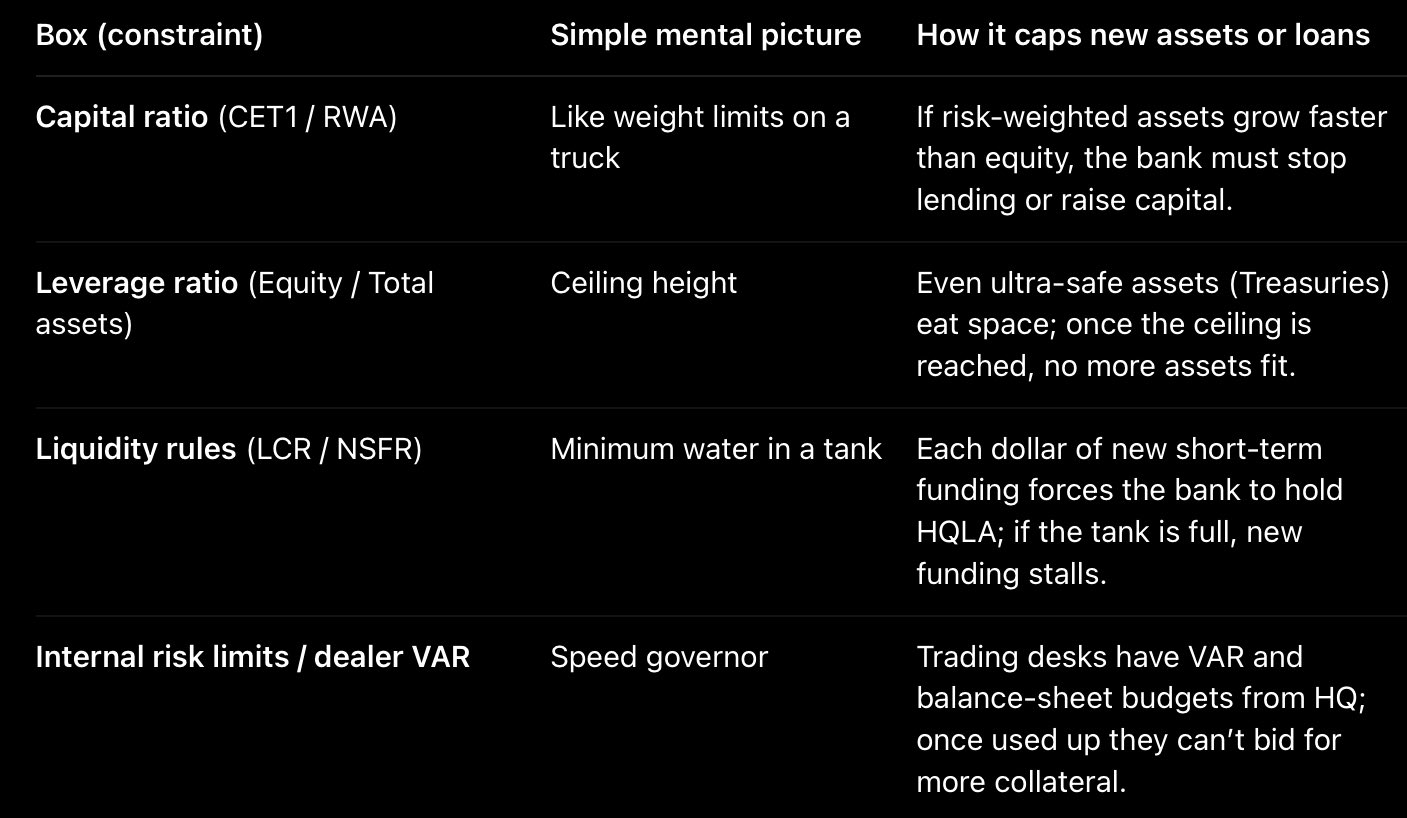 Box (constraint)
Simple mental picture
How it caps new assets or loans
Capital ratio (CET1 / RWA)
Like weight limits on a
truck
If risk-weighted assets grow faster
than equity, the bank must stop
lending or raise capital.
Leverage ratio (Equity / Total
assets)
Ceiling height
Even ultra-safe assets (Treasuries)
eat space; once the ceiling is
reached, no more assets fit.
Liquidity rules (LCR / NSFR)
Minimum water in a tank
Each dollar of new short-term
funding forces the bank to hold
HQLA; if the tank is full, new
funding stalls.
Internal risk limits / dealer VAR
Speed governor
Trading desks have VAR and
balance-sheet budgets from HQ;
once used up they can’t bid for
more collateral.